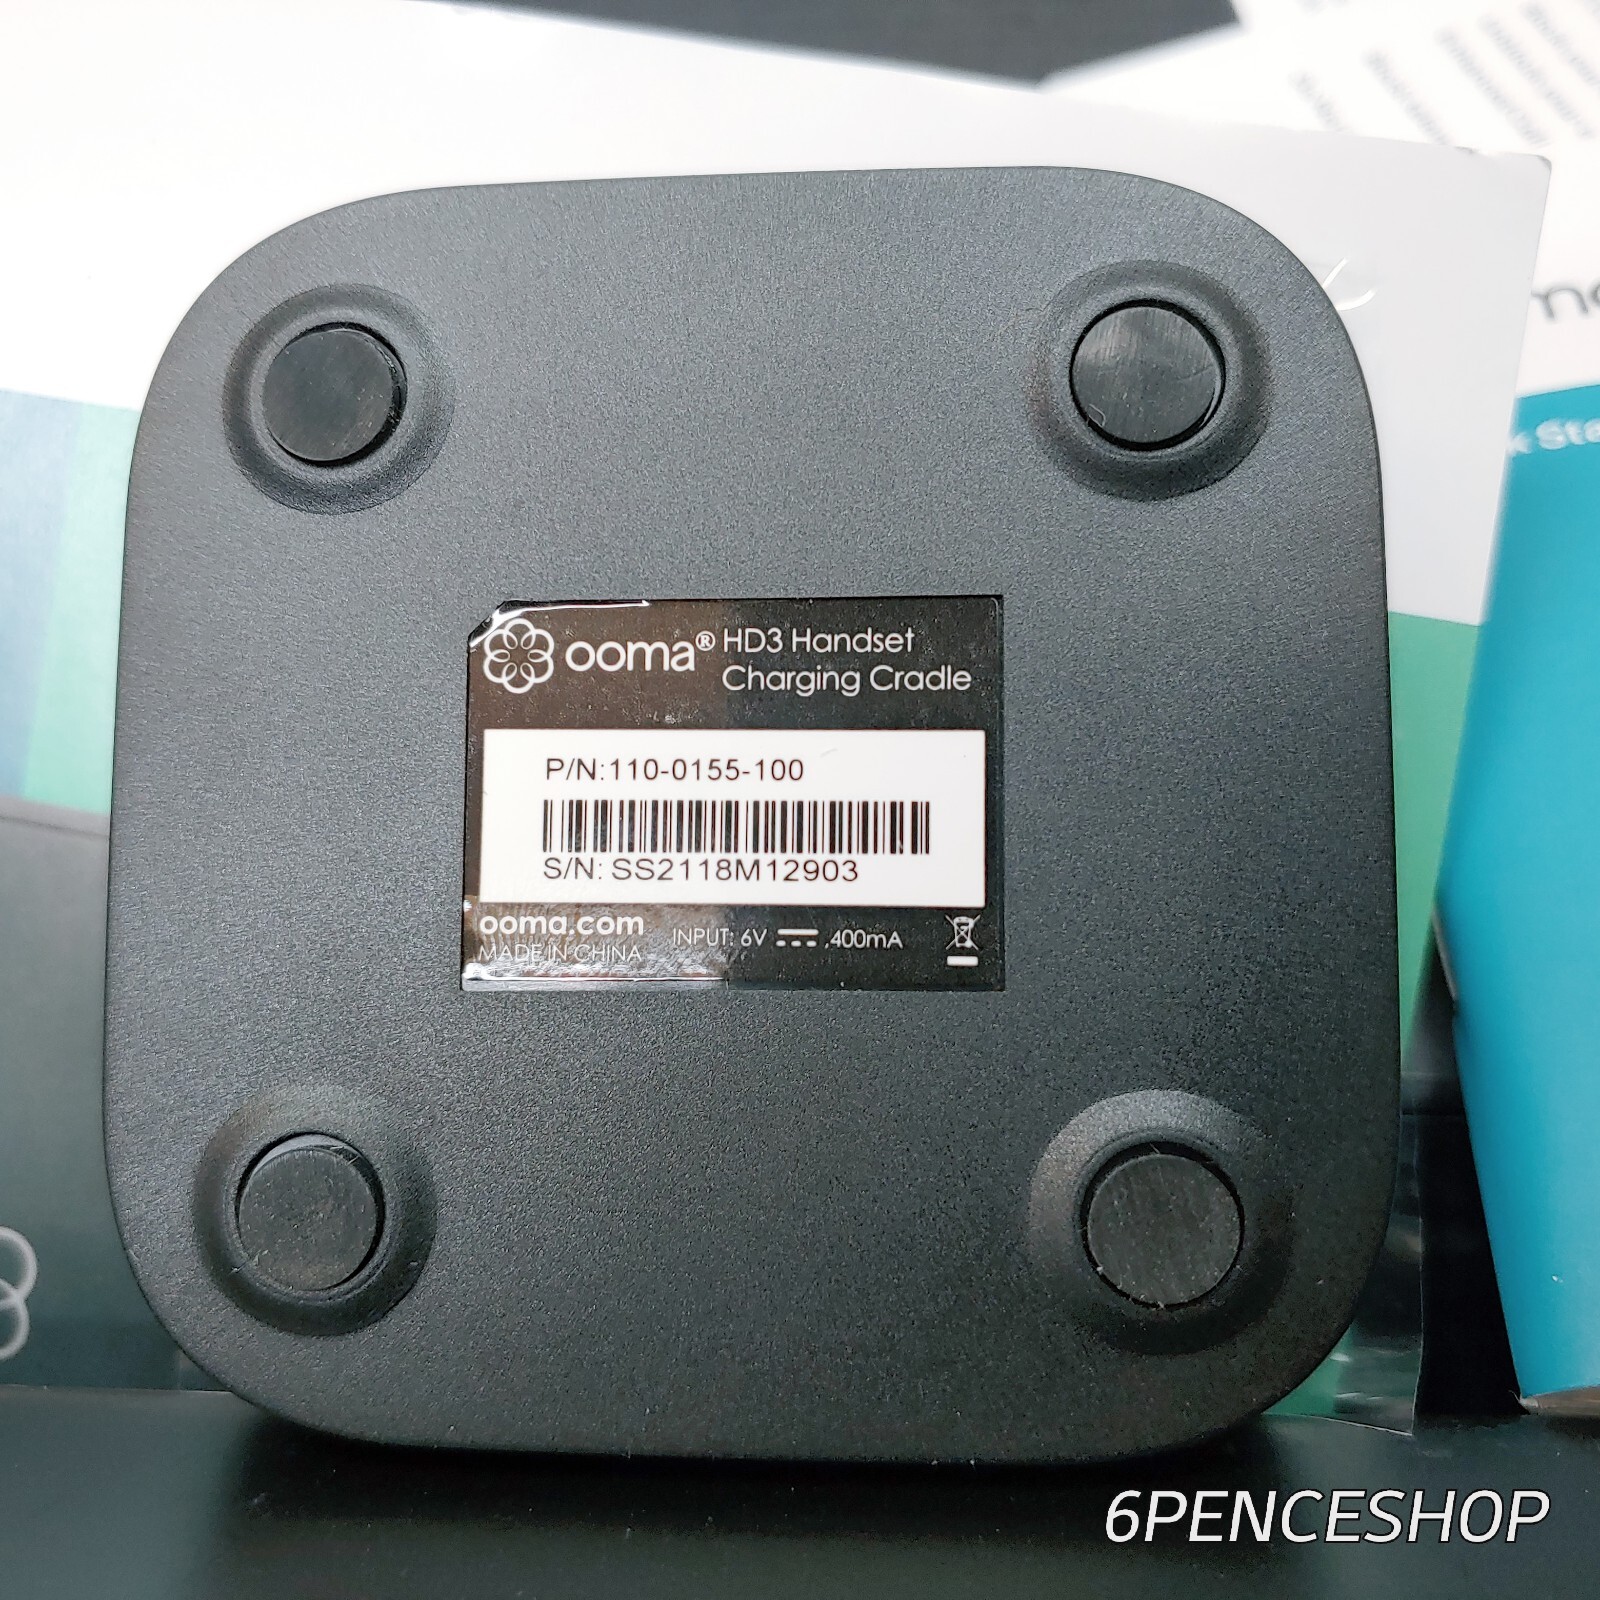 ooma® HD3 Handset
Charging Cradle
P/N:110-0155-100
S/N: SS2118M12903
ooma.com
MADE IN CHINA
INPUT: 6V ⎓ .400mA
6PENCESHOP